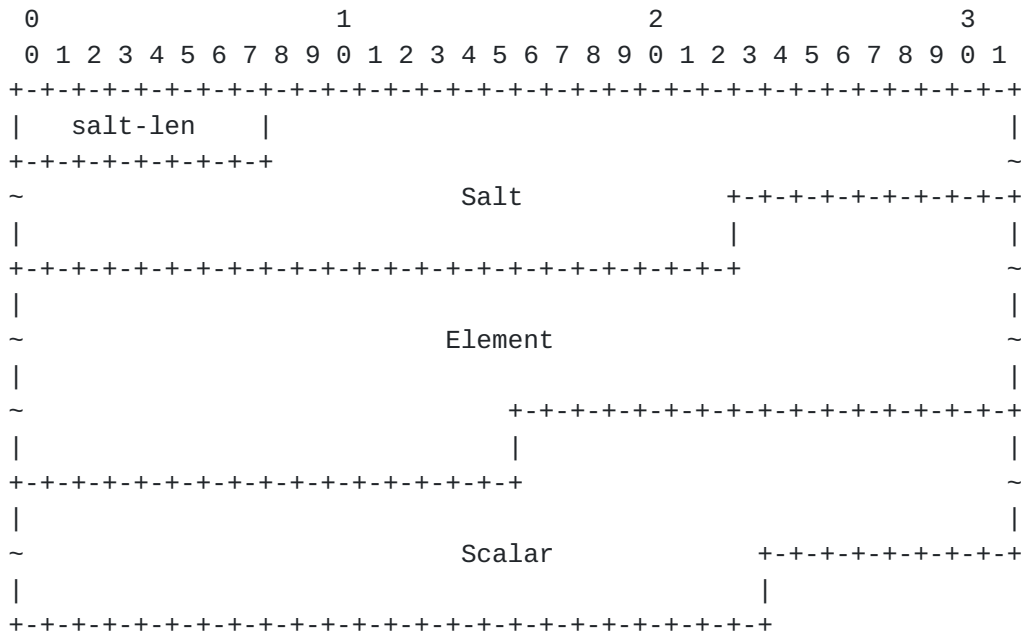 0                   1                   2                   3
 0 1 2 3 4 5 6 7 8 9 0 1 2 3 4 5 6 7 8 9 0 1 2 3 4 5 6 7 8 9 0 1
+-+-+-+-+-+-+-+-+-+-+-+-+-+-+-+-+-+-+-+-+-+-+-+-+-+-+-+-+-+-+-+-+
|   salt-len    |                                               |
+-+-+-+-+-+-+-+-+                                               ~
~                            Salt             +-+-+-+-+-+-+-+-+-+
|                                             |                 |
+-+-+-+-+-+-+-+-+-+-+-+-+-+-+-+-+-+-+-+-+-+-+-+                 ~
|                                                               |
~                           Element                             ~
|                                                               |
~                               +-+-+-+-+-+-+-+-+-+-+-+-+-+-+-+-+
|                               |                               |
+-+-+-+-+-+-+-+-+-+-+-+-+-+-+-+-+                               ~
|                                                               |
~                            Scalar             +-+-+-+-+-+-+-+-+
|                                               |
+-+-+-+-+-+-+-+-+-+-+-+-+-+-+-+-+-+-+-+-+-+-+-+-+